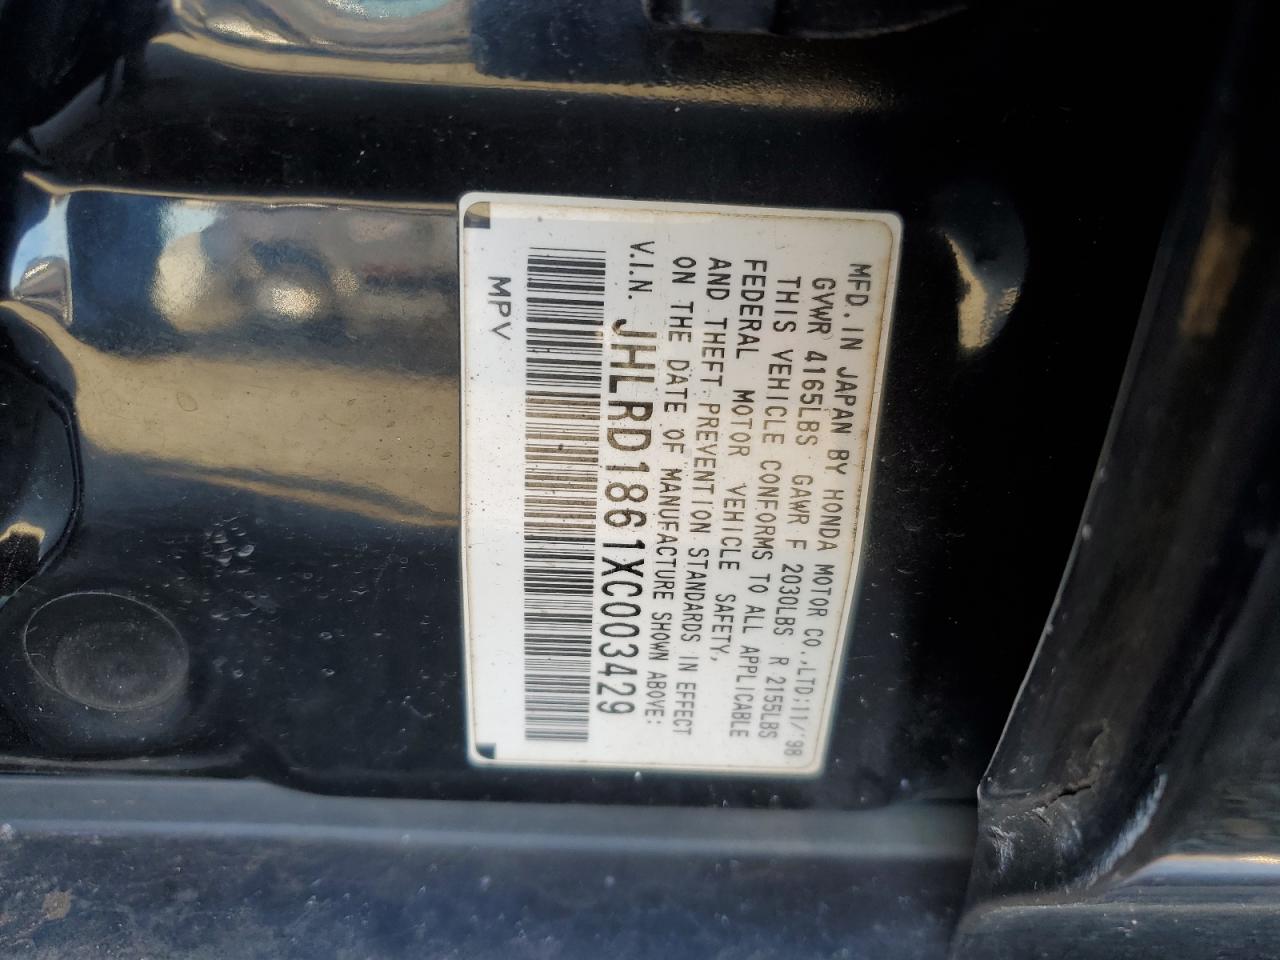 MFD. IN JAPAN BY HONDA MOTOR CO.,LTD;11/'98
GVWR 4165LBS GAWR F 2030LBS R 2155LBS
THIS VEHICLE CONFORMS TO ALL APPLICABLE
FEDERAL MOTOR VEHICLE SAFETY,
AND THEFT PREVENTION STANDARDS IN EFFECT
ON THE DATE OF MANUFACTURE SHOWN ABOVE:
V.I.N. JHLRD1861XC003429
MPV